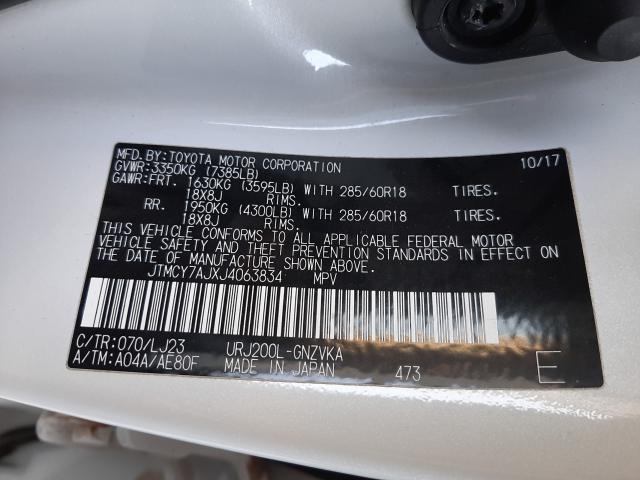 MFD.BY:TOYOTA MOTOR CORPORATION 10/17
GVWR:3350KG (7385LB)
GAWR:FRT. 1630KG (3595LB) WITH 285/60R18 TIRES.
18X8J RIMS.
RR. 1950KG (4300LB) WITH 285/60R18 TIRES.
18X8J RIMS.
THIS VEHICLE CONFORMS TO ALL APPLICABLE FEDERAL MOTOR
VEHICLE SAFETY AND THEFT PREVENTION STANDARDS IN EFFECT ON
THE DATE OF MANUFACTURE SHOWN ABOVE.
JTMCY7AJXJ4063834 MPV
C/TR:070/LJ23 URJ200L-GNZVKA
A/TM:A04A/AE80F MADE IN JAPAN 473 E